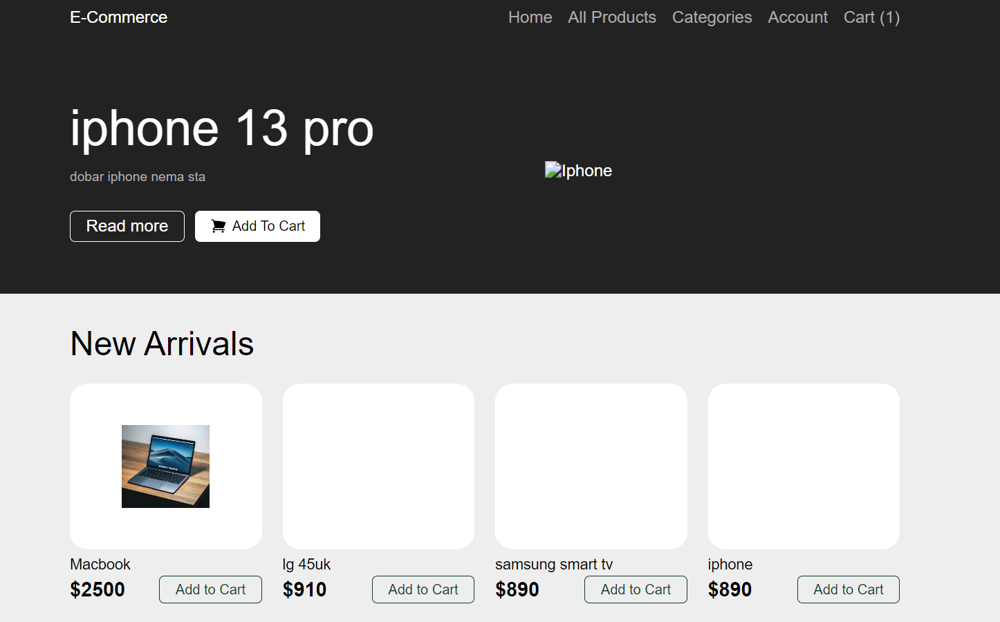 E-Commerce
Home All Products Categories Account Cart (1)
iphone 13 pro
dobar iphone nema sta
Iphone
Read more
Add To Cart
New Arrivals
Macbook
$2500 Add to Cart
lg 45uk
$910 Add to Cart
samsung smart tv
$890 Add to Cart
iphone
$890 Add to Cart